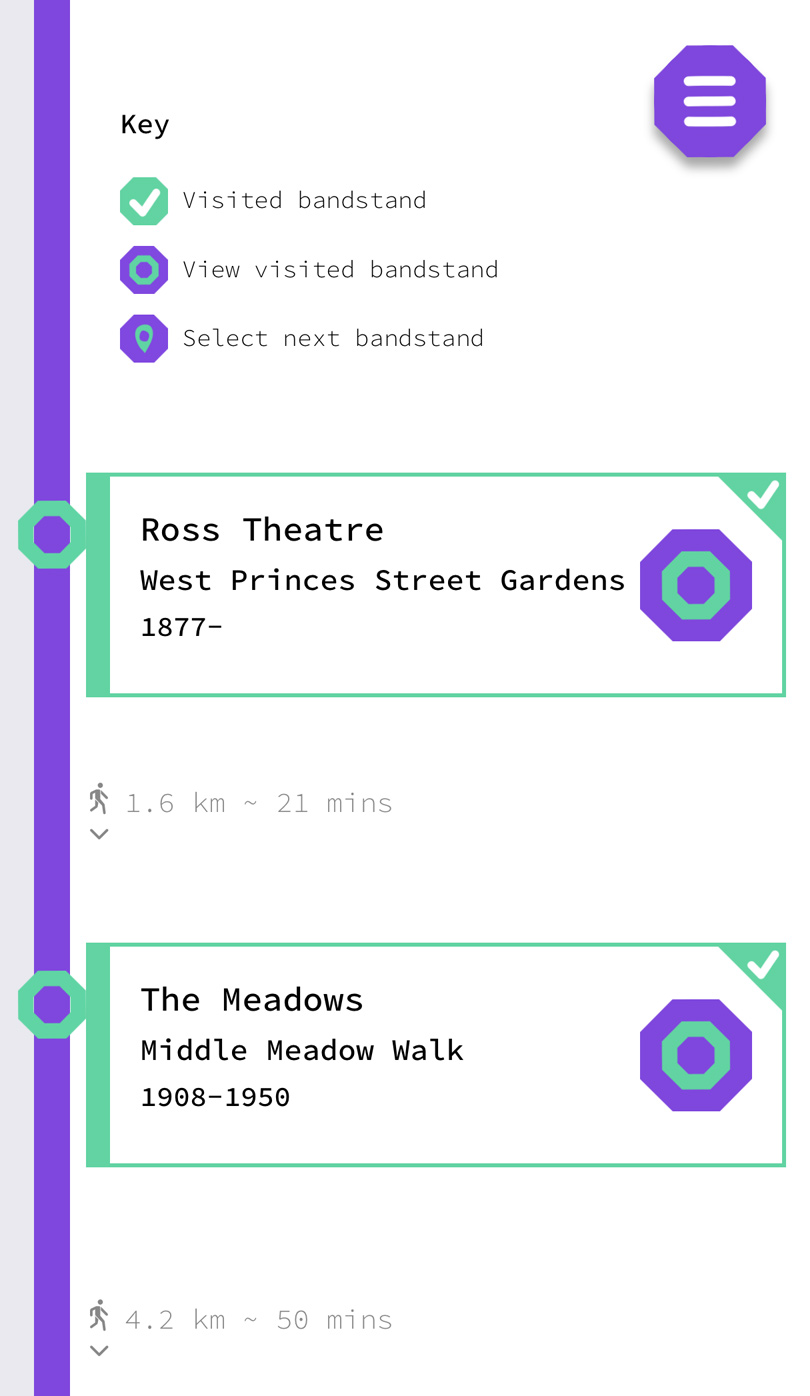 Key
Visited bandstand
View visited bandstand
Select next bandstand
Ross Theatre
West Princes Street Gardens
1877–
1.6 km ~ 21 mins
The Meadows
Middle Meadow Walk
1908–1950
4.2 km ~ 50 mins